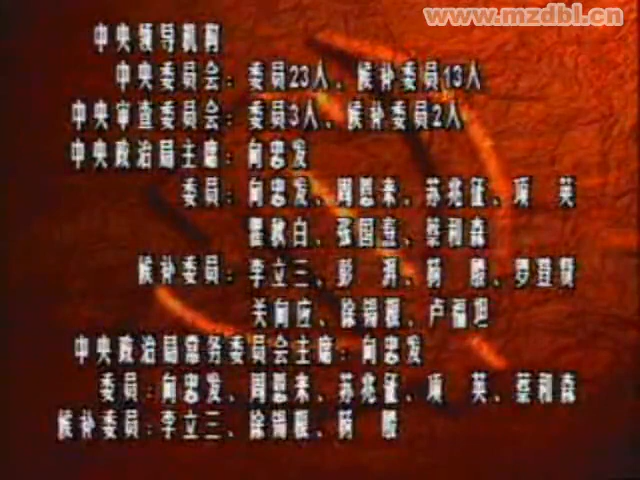 www.mzdbl.cn
中央领导机构
中央委员会：委员23人、候补委员13人
中央审查委员会：委员3人、候补委员2人
中央政治局主席：向忠发
委员：向忠发、周恩来、苏兆征、项 英
瞿秋白、张国焘、蔡和森
候补委员：李立三、彭 湃、杨 殷、罗登贤
关向应、徐锡根、卢福坦
中央政治局常务委员会主席：向忠发
委员：向忠发、周恩来、苏兆征、项 英、蔡和森
候补委员：李立三、徐锡根、杨 殷